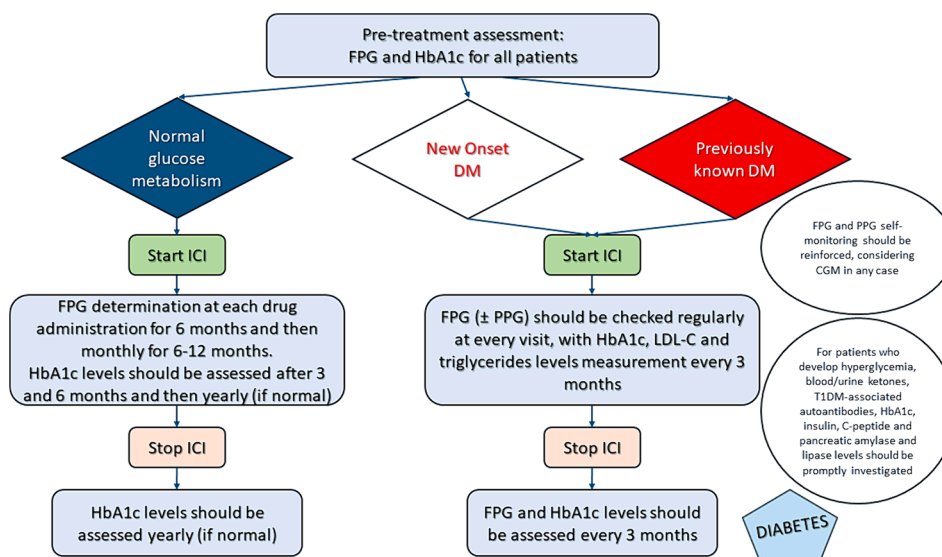 Pre-treatment assessment:
FPG and HbA1c for all patients
Normal
glucose
metabolism
New Onset
DM
Previously
known DM
Start ICI
Start ICI
FPG and PPG self-
monitoring should be
reinforced, considering
CGM in any case
FPG determination at each drug
administration for 6 months and then
monthly for 6-12 months.
HbA1c levels should be assessed after 3
and 6 months and then yearly (if normal)
FPG (± PPG) should be checked regularly
at every visit, with HbA1c, LDL-C and
triglycerides levels measurement every 3
months
For patients who
develop hyperglycemia,
blood/urine ketones,
T1DM-associated
autoantibodies, HbA1c,
insulin, C-peptide and
pancreatic amylase and
lipase levels should be
promptly investigated
Stop ICI
Stop ICI
HbA1c levels should be
assessed yearly (if normal)
FPG and HbA1c levels should
be assessed every 3 months
DIABETES